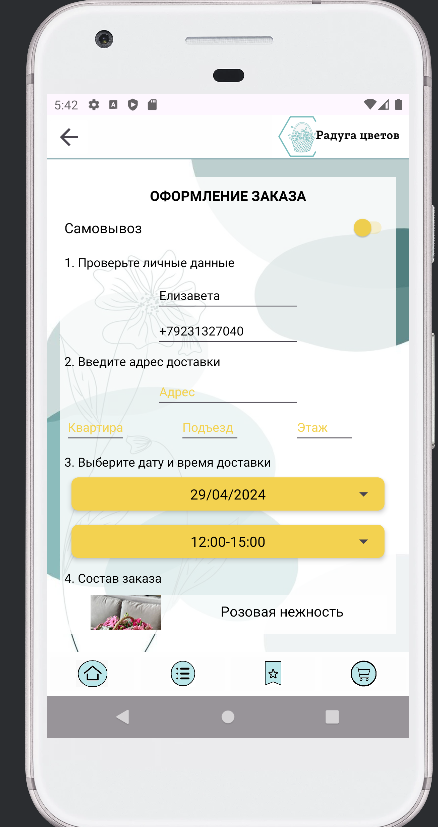 5:42
Радуга цветов
ОФОРМЛЕНИЕ ЗАКАЗА
Самовывоз
1. Проверьте личные данные
Елизавета
+79231327040
2. Введите адрес доставки
Адрес
Квартира Подъезд Этаж
3. Выберите дату и время доставки
29/04/2024
12:00-15:00
4. Состав заказа
Розовая нежность